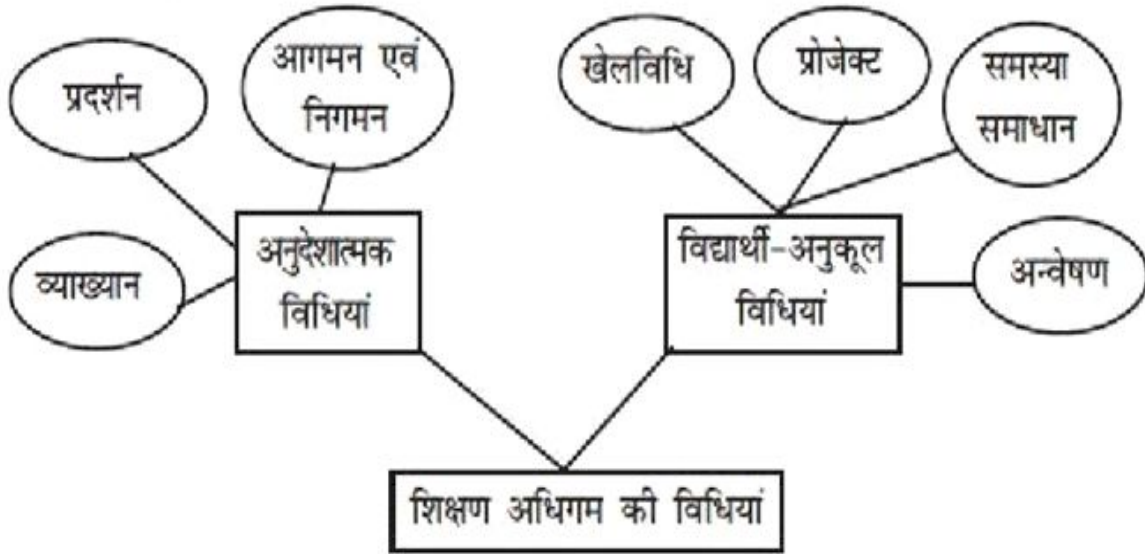 प्रदर्शन
आगमन एवं
निगमन
खेलविधि
प्रोजेक्ट
समस्या
समाधान
व्याख्यान
अनुदेशात्मक
विधियां
विद्यार्थी-अनुकूल
विधियां
अन्वेषण
शिक्षण अधिगम की विधियां